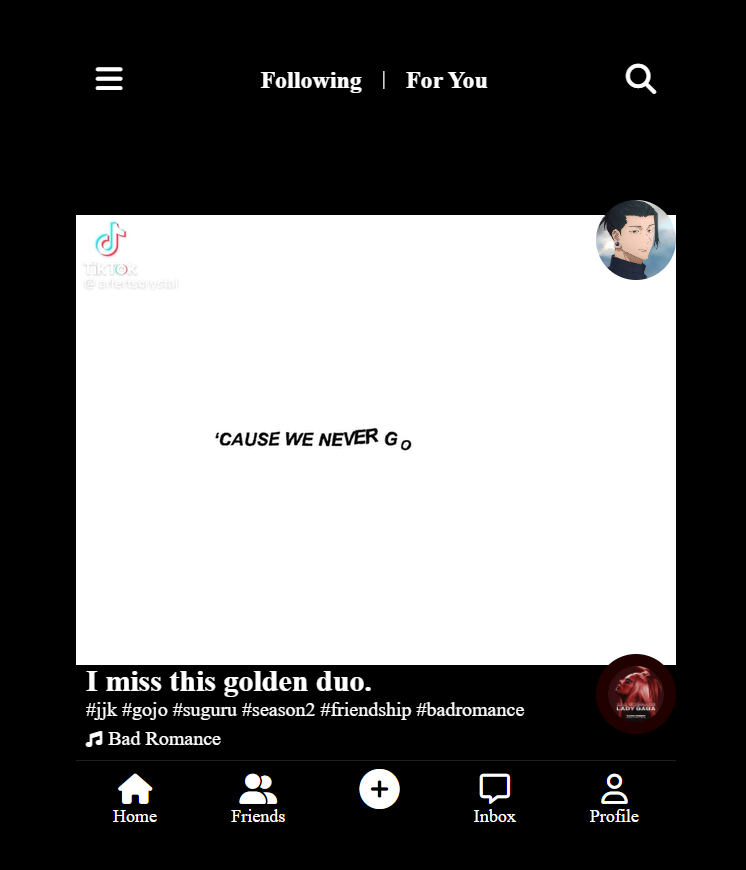 Following | For You
TikTok
'CAUSE WE NEVER GO
I miss this golden duo.
#jjk #gojo #suguru #season2 #friendship #badromance
LADY GAGA
Bad Romance
Home Friends Inbox Profile